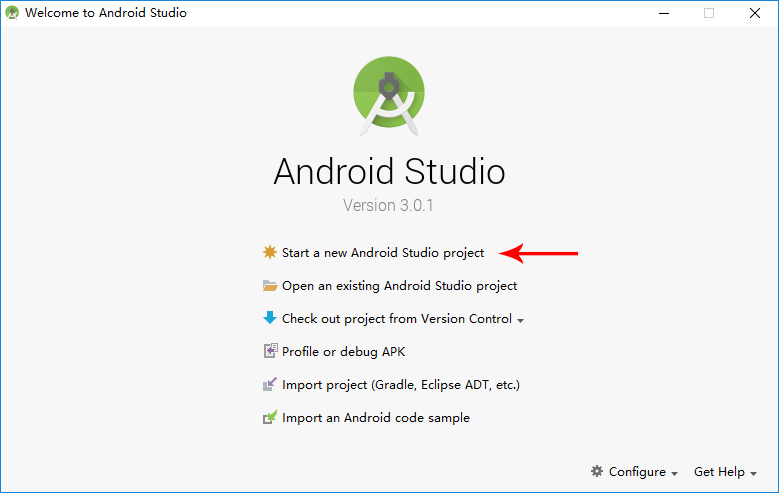 Welcome to Android Studio
Android Studio
Version 3.0.1
Start a new Android Studio project
Open an existing Android Studio project
Check out project from Version Control
Profile or debug APK
Import project (Gradle, Eclipse ADT, etc.)
Import an Android code sample
Configure Get Help